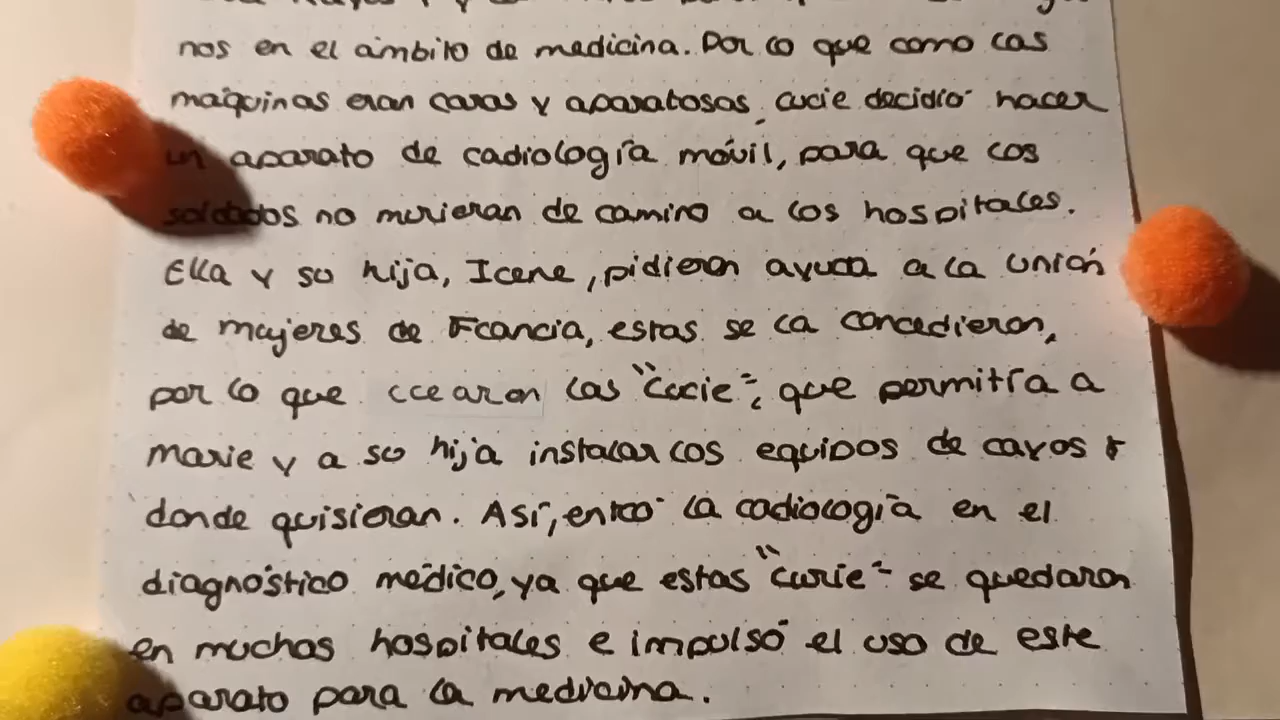 nos en el ámbito de medicina. Por lo que como las
máquinas eran caras y aparatosas, curie decidió hacer
un aparato de radiología móvil, para que los
soldados no murieran de camino a los hospitales.
Ella y su hija, Irene, pidieron ayuda a la unión
de mujeres de Francia, estas se la concedieron,
por lo que crearon las "Curie", que permitía a
Marie y a su hija instalar los equipos de rayos x
donde quisieran. Así, entró la radiología en el
diagnóstico médico, ya que estas "curie" se quedaron
en muchos hospitales e impulsó el uso de este
aparato para la medicina.